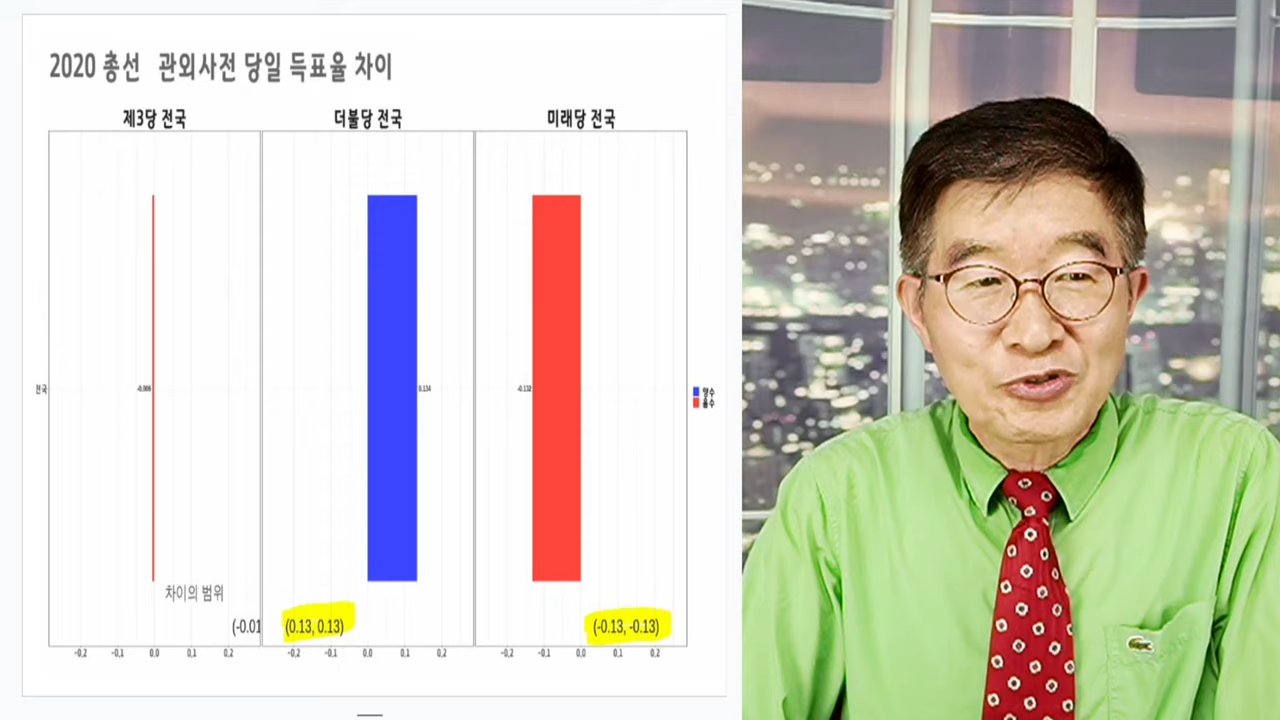 2020 총선 관외사전 당일 득표율 차이
제3당 전국
더불당 전국
미래당 전국
전국
-0.006
0.134
-0.132
양수
음수
차이의 범위
(-0.01
(0.13, 0.13)
(-0.13, -0.13)
-0.2 -0.1 0.0 0.1 0.2
-0.2 -0.1 0.0 0.1 0.2
-0.2 -0.1 0.0 0.1 0.2